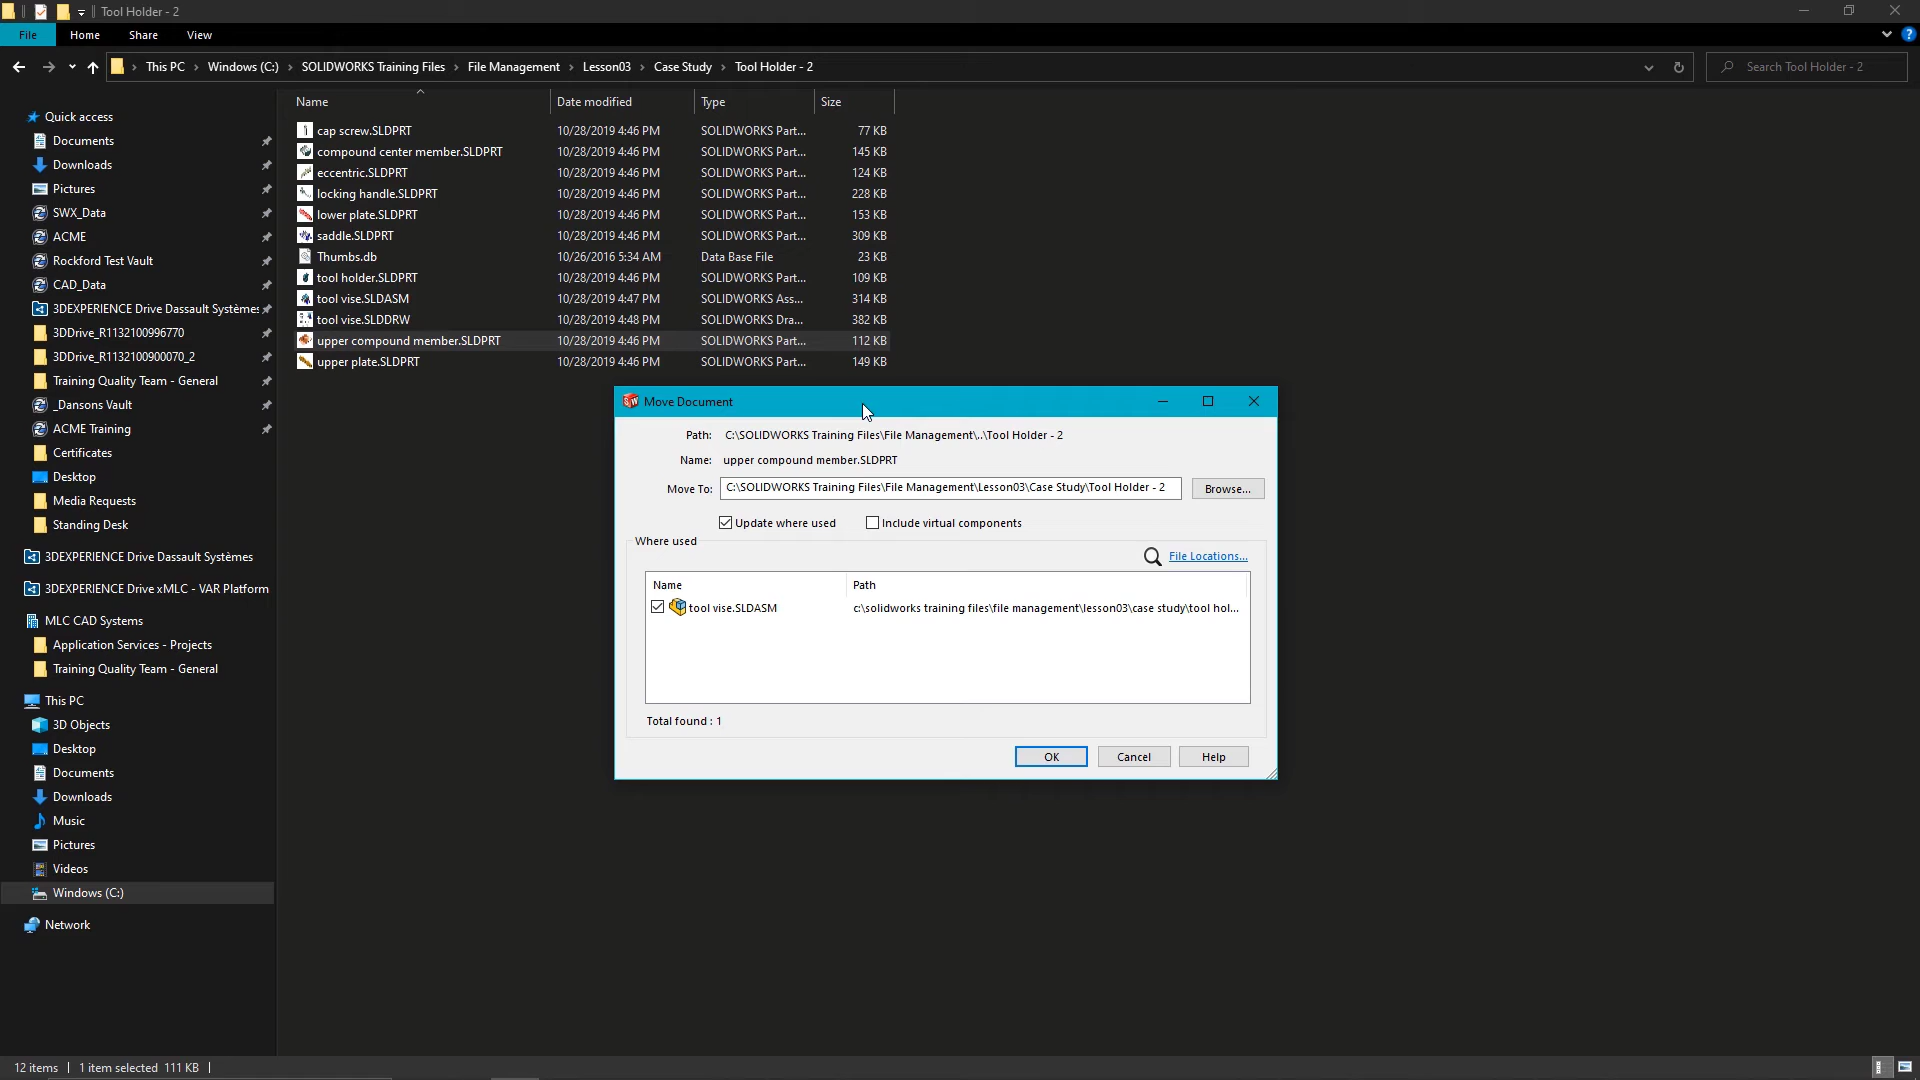 Tool Holder - 2
File Home Share View
This PC Windows (C:) SOLIDWORKS Training Files File Management Lesson03 Case Study Tool Holder - 2
Search Tool Holder - 2
Quick access
Documents
Downloads
Pictures
SWX_Data
ACME
Rockford Test Vault
CAD_Data
3DEXPERIENCE Drive Dassault Systèmes
3DDrive_R1132100996770
3DDrive_R1132100900070_2
Training Quality Team - General
_Dansons Vault
ACME Training
Certificates
Desktop
Media Requests
Standing Desk
3DEXPERIENCE Drive Dassault Systèmes
3DEXPERIENCE Drive xMLC - VAR Platform
MLC CAD Systems
Application Services - Projects
Training Quality Team - General
This PC
3D Objects
Desktop
Documents
Downloads
Music
Pictures
Videos
Windows (C:)
Network
Name Date modified Type Size
cap screw.SLDPRT 10/28/2019 4:46 PM SOLIDWORKS Part... 77 KB
compound center member.SLDPRT 10/28/2019 4:46 PM SOLIDWORKS Part... 145 KB
eccentric.SLDPRT 10/28/2019 4:46 PM SOLIDWORKS Part... 124 KB
locking handle.SLDPRT 10/28/2019 4:46 PM SOLIDWORKS Part... 228 KB
lower plate.SLDPRT 10/28/2019 4:46 PM SOLIDWORKS Part... 153 KB
saddle.SLDPRT 10/28/2019 4:46 PM SOLIDWORKS Part... 309 KB
Thumbs.db 10/26/2016 5:34 AM Data Base File 23 KB
tool holder.SLDPRT 10/28/2019 4:46 PM SOLIDWORKS Part... 109 KB
tool vise.SLDASM 10/28/2019 4:47 PM SOLIDWORKS Ass... 314 KB
tool vise.SLDDRW 10/28/2019 4:48 PM SOLIDWORKS Dra... 382 KB
upper compound member.SLDPRT 10/28/2019 4:46 PM SOLIDWORKS Part... 112 KB
upper plate.SLDPRT 10/28/2019 4:46 PM SOLIDWORKS Part... 149 KB
Move Document
Path: C:\SOLIDWORKS Training Files\File Management\..\Tool Holder - 2
Name: upper compound member.SLDPRT
Move To: C:\SOLIDWORKS Training Files\File Management\Lesson03\Case Study\Tool Holder - 2 Browse...
Update where used Include virtual components
Where used
File Locations...
Name Path
tool vise.SLDASM c:\solidworks training files\file management\lesson03\case study\tool hol...
Total found : 1
OK Cancel Help
12 items 1 item selected 111 KB